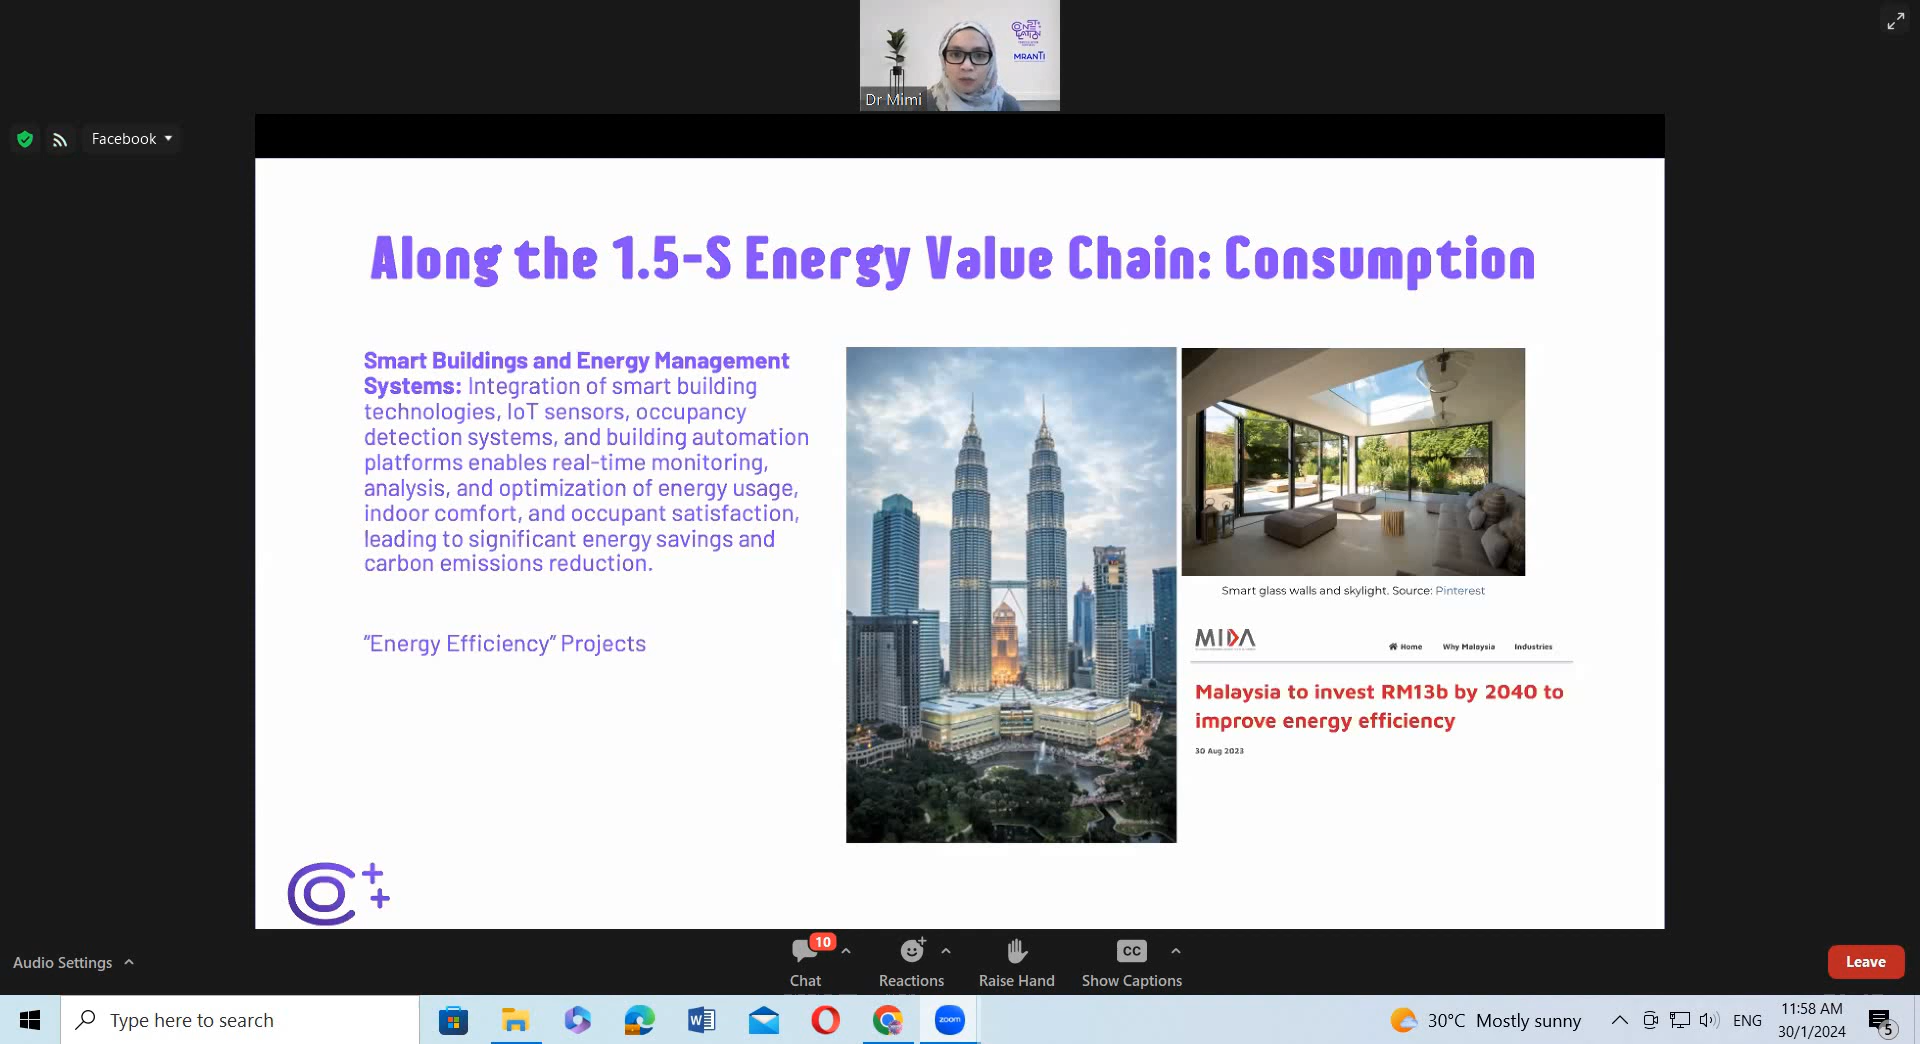 MRANTI
Dr Mimi
Facebook
Along the 1.5-S Energy Value Chain: Consumption
Smart Buildings and Energy Management
Systems: Integration of smart building
technologies, IoT sensors, occupancy
detection systems, and building automation
platforms enables real-time monitoring,
analysis, and optimization of energy usage,
indoor comfort, and occupant satisfaction,
leading to significant energy savings and
carbon emissions reduction.
"Energy Efficiency" Projects
Smart glass walls and skylight. Source: Pinterest
MIDA
Home Why Malaysia Industries
Malaysia to invest RM13b by 2040 to
improve energy efficiency
30 Aug 2023
Audio Settings
10
Chat
Reactions
Raise Hand
CC
Show Captions
Leave
Type here to search
zoom
30°C Mostly sunny
ENG
11:58 AM
30/1/2024
5